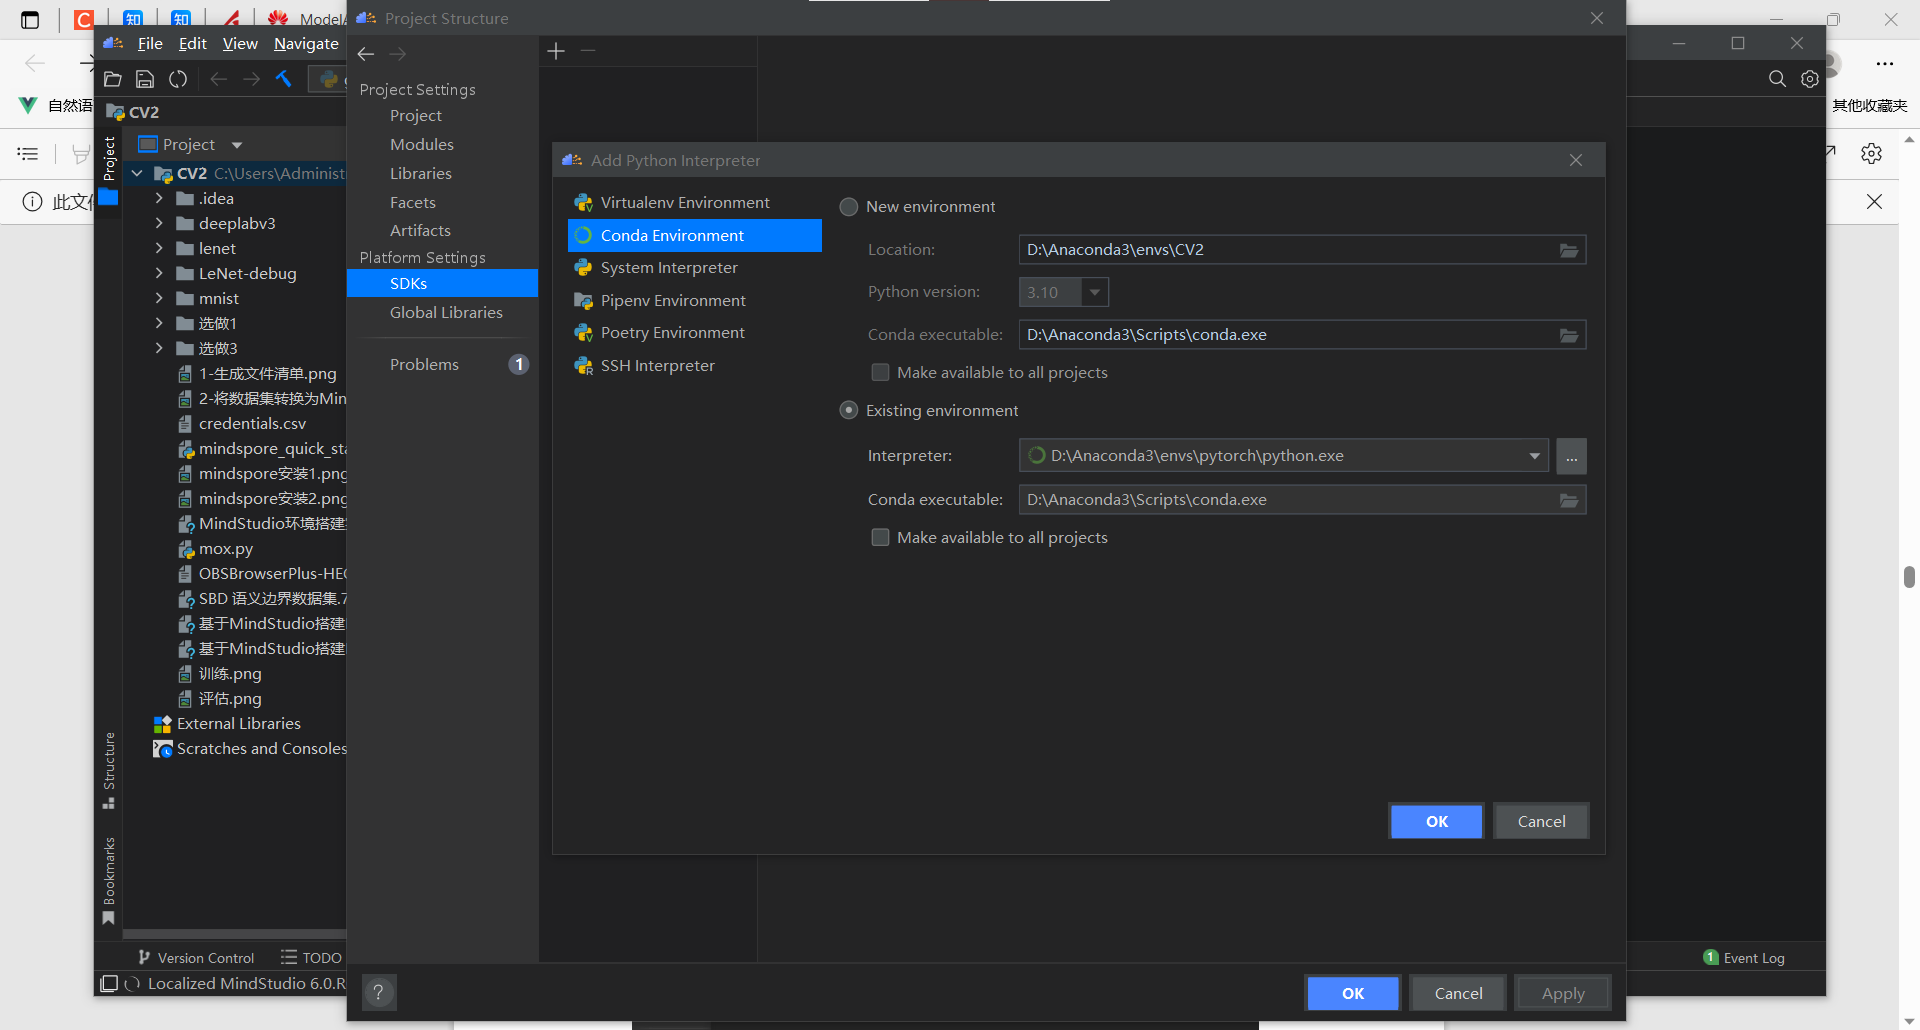 ModelA
File Edit View Navigate
自然语
其他收藏夹
此文件
CV2
Project
Project
CV2 C:\Users\Administr
.idea
deeplabv3
lenet
LeNet-debug
mnist
选做1
选做3
1-生成文件清单.png
2-将数据集转换为Min
credentials.csv
mindspore_quick_sta
mindspore安装1.png
mindspore安装2.png
MindStudio环境搭建
mox.py
OBSBrowserPlus-HEC
SBD 语义边界数据集.7
基于MindStudio搭建
基于MindStudio搭建
训练.png
评估.png
External Libraries
Scratches and Consoles
Structure
Bookmarks
Version Control
TODO
Localized MindStudio 6.0.R
1 Event Log
Project Structure
Project Settings
Project
Modules
Libraries
Facets
Artifacts
Platform Settings
SDKs
Global Libraries
Problems 1
Add Python Interpreter
Virtualenv Environment
Conda Environment
System Interpreter
Pipenv Environment
Poetry Environment
SSH Interpreter
New environment
Location: D:\Anaconda3\envs\CV2
Python version: 3.10
Conda executable: D:\Anaconda3\Scripts\conda.exe
Make available to all projects
Existing environment
Interpreter: D:\Anaconda3\envs\pytorch\python.exe ...
Conda executable: D:\Anaconda3\Scripts\conda.exe
Make available to all projects
OK Cancel
?
OK Cancel Apply